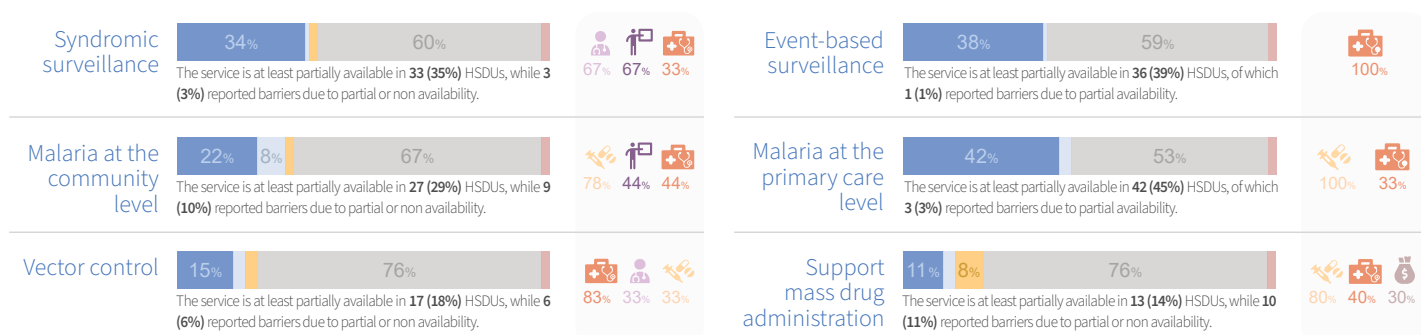 Syndromic
surveillance
34%
60%
The service is at least partially available in 33 (35%) HSDUs, while 3
(3%) reported barriers due to partial or non availability.
67% 67% 33%
Malaria at the
community
level
22%
8%
67%
The service is at least partially available in 27 (29%) HSDUs, while 9
(10%) reported barriers due to partial or non availability.
78% 44% 44%
Vector control
15%
76%
The service is at least partially available in 17 (18%) HSDUs, while 6
(6%) reported barriers due to partial or non availability.
83% 33% 33%
Event-based
surveillance
38%
59%
The service is at least partially available in 36 (39%) HSDUs, of which
1 (1%) reported barriers due to partial availability.
100%
Malaria at the
primary care
level
42%
53%
The service is at least partially available in 42 (45%) HSDUs, of which
3 (3%) reported barriers due to partial availability.
100% 33%
Support
mass drug
administration
11%
8%
76%
The service is at least partially available in 13 (14%) HSDUs, while 10
(11%) reported barriers due to partial or non availability.
$
80% 40% 30%